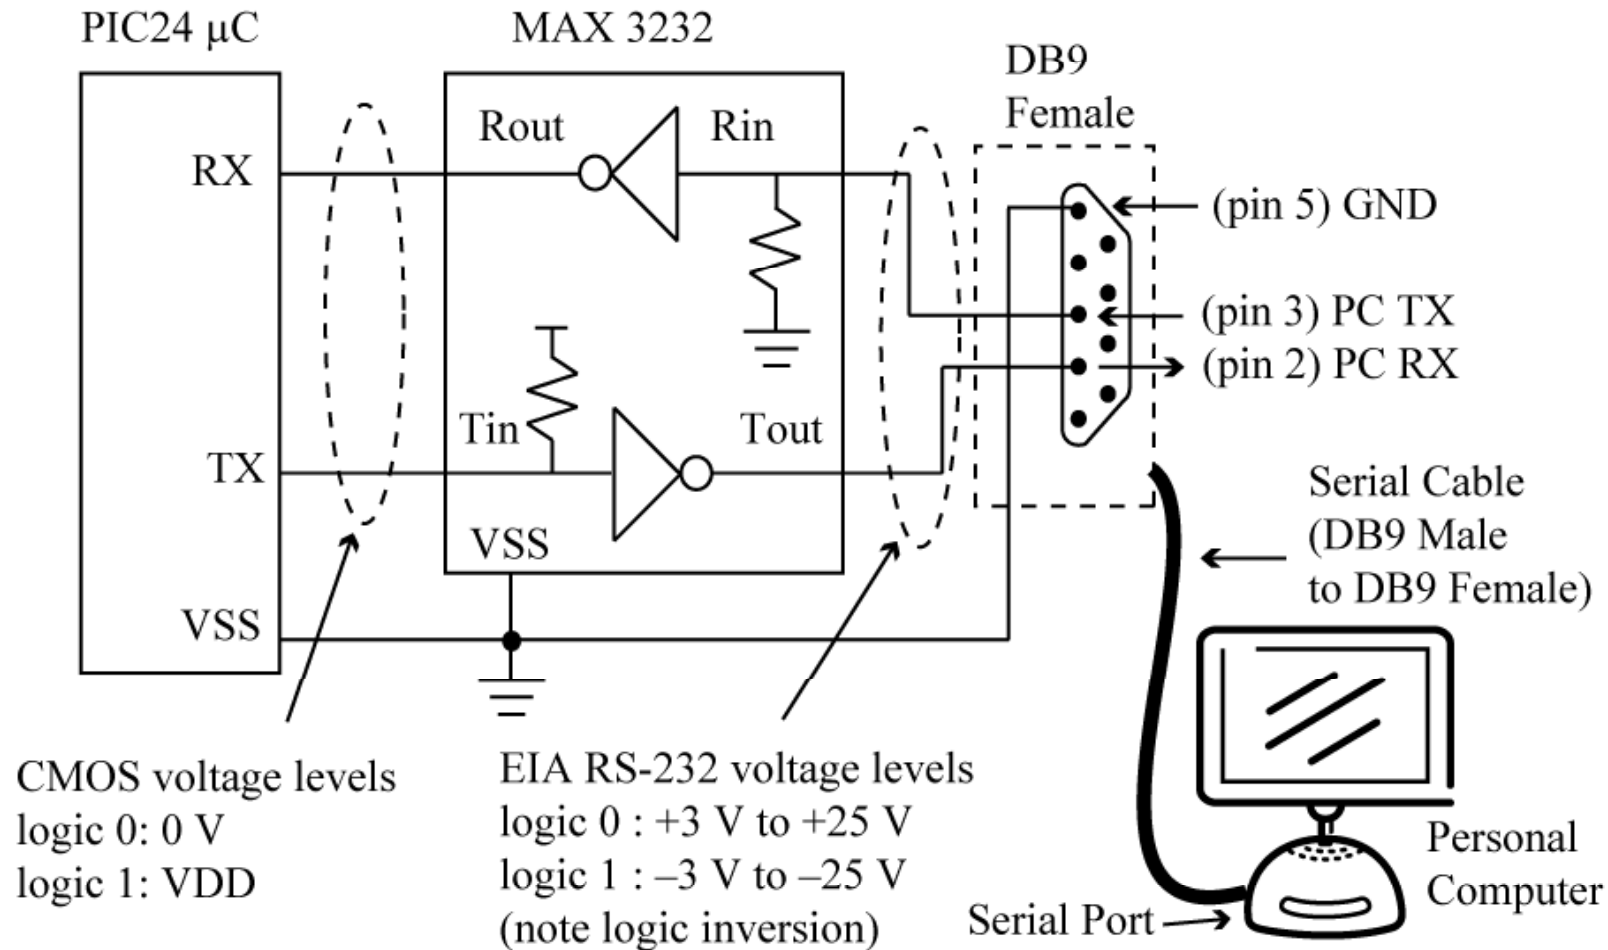 PIC24 μC
MAX 3232
DB9
Female
Rout
Rin
RX
(pin 5) GND
(pin 3) PC TX
(pin 2) PC RX
Tin
Tout
TX
Serial Cable
(DB9 Male
to DB9 Female)
VSS
VSS
CMOS voltage levels
logic 0: 0 V
logic 1: VDD
EIA RS-232 voltage levels
logic 0 : +3 V to +25 V
logic 1 : –3 V to –25 V
(note logic inversion)
Personal
Computer
Serial Port